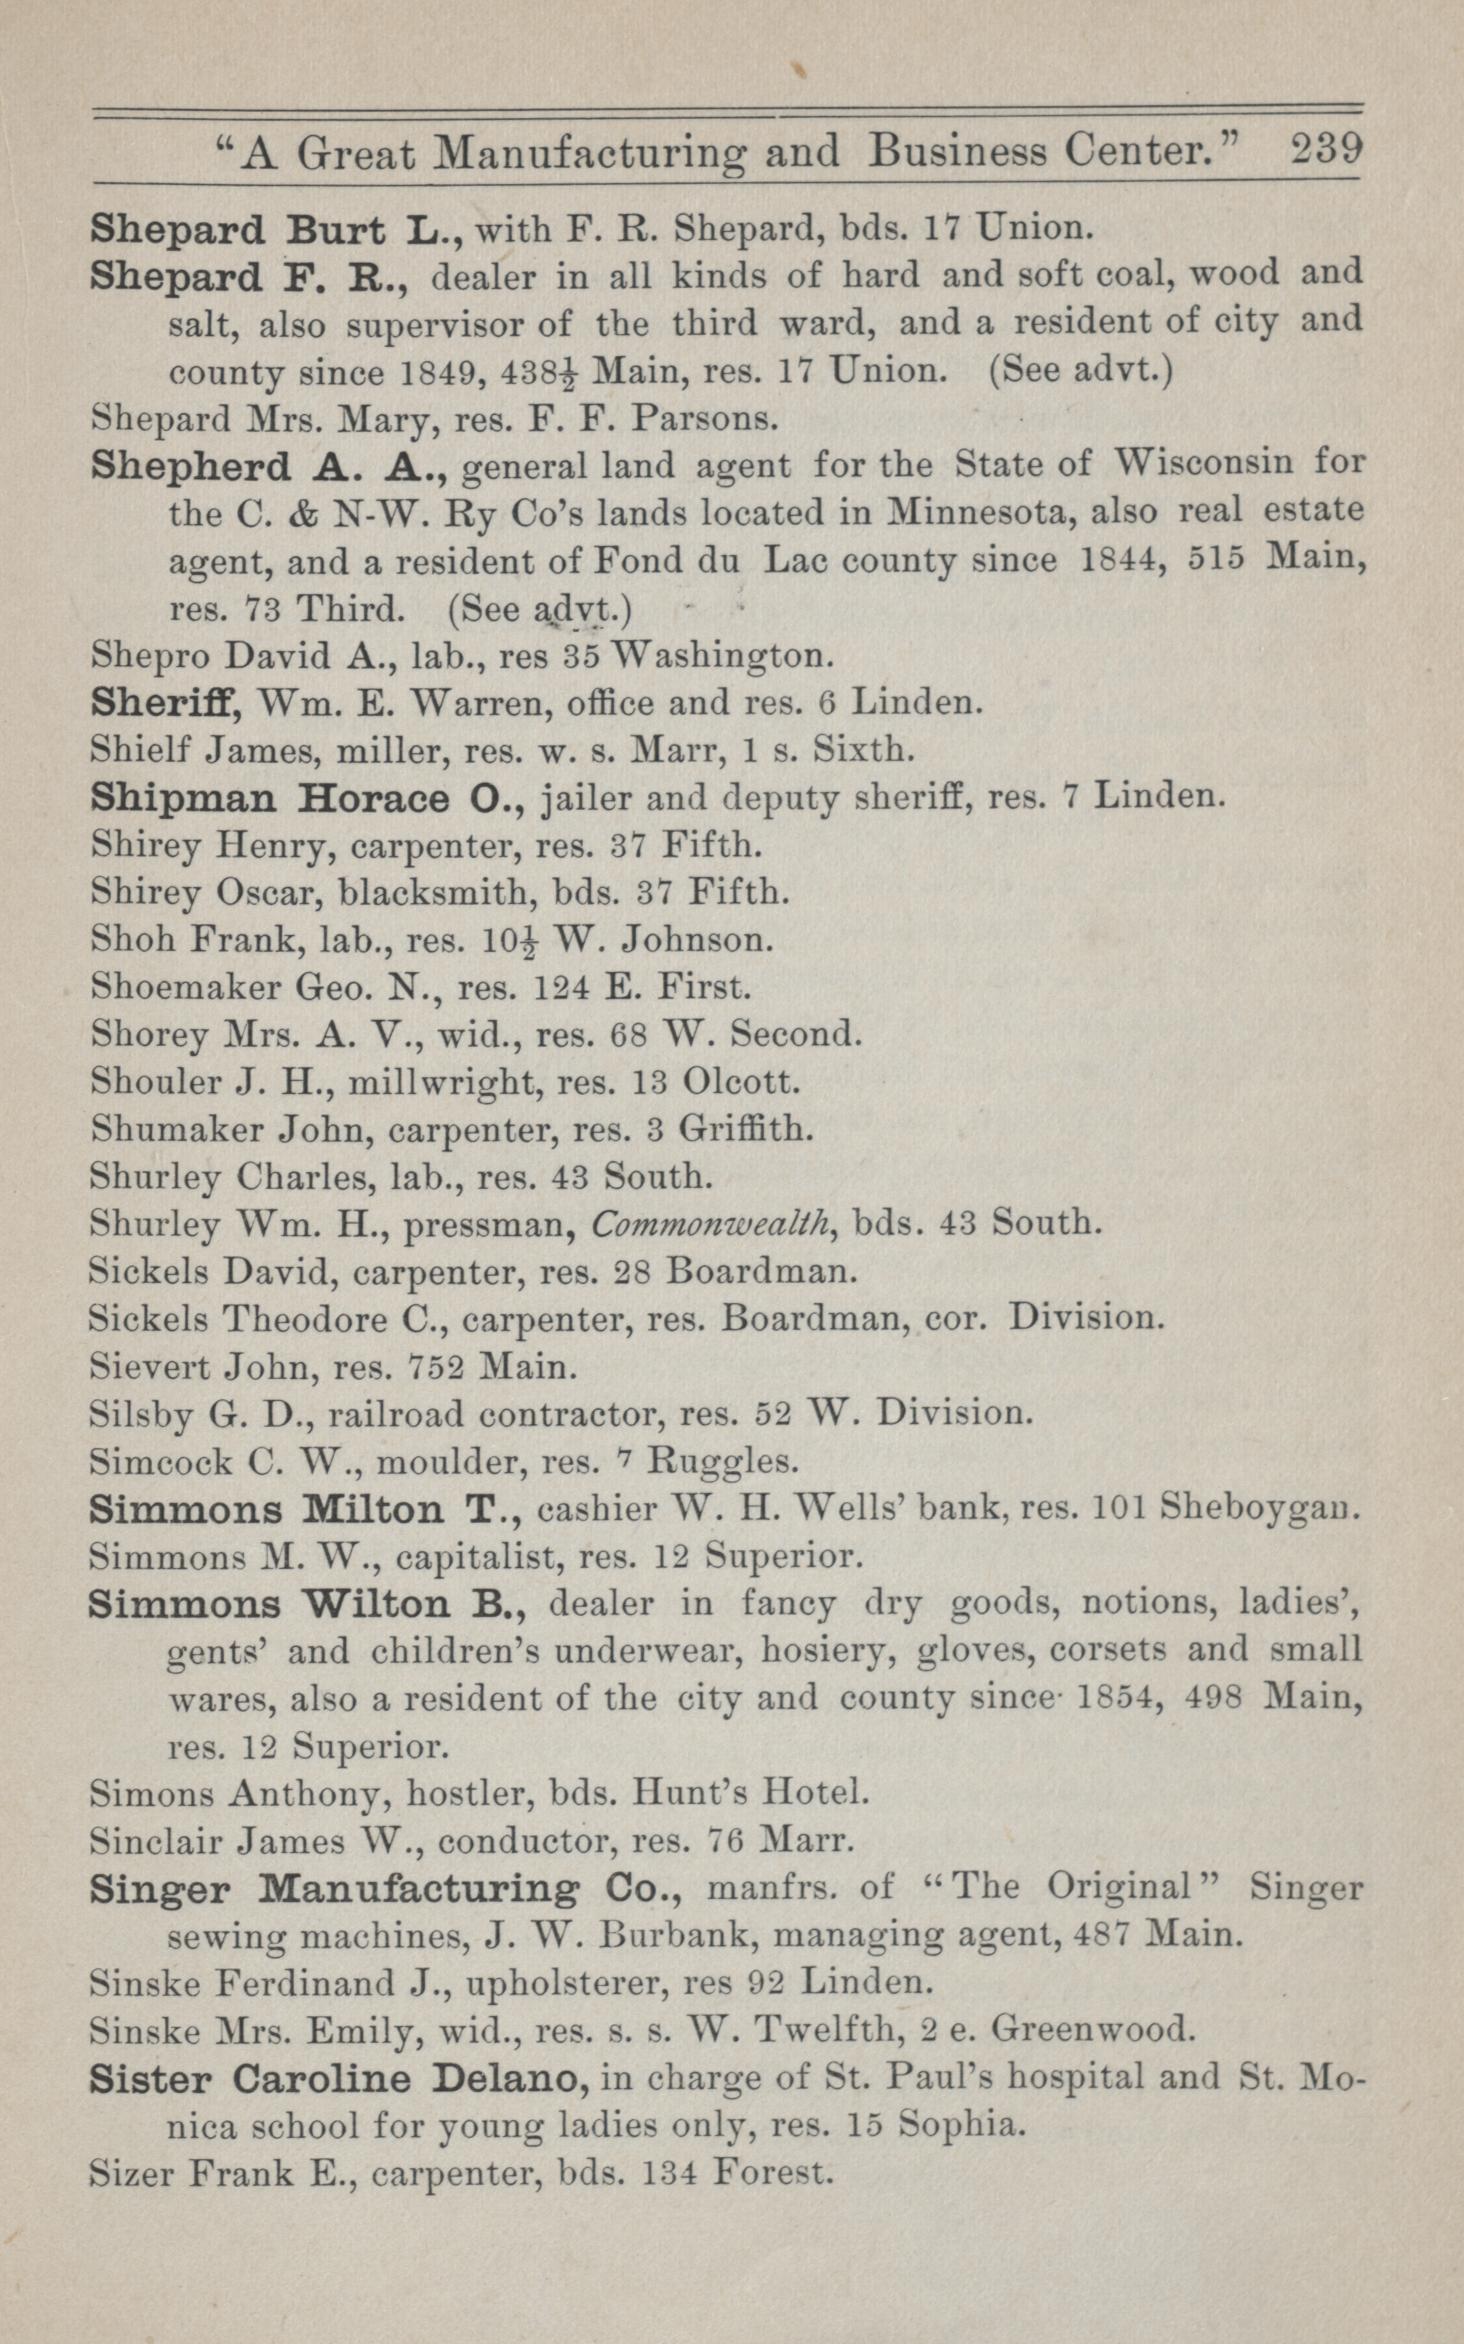 “A Great Manufacturing and Business Center.” 239
Shepard Burt L., with F. R. Shepard, bds. 17 Union.
Shepard F. R., dealer in all kinds of hard and soft coal, wood and
salt, also supervisor of the third ward, and a resident of city and
county since 1849, 438½ Main, res. 17 Union. (See advt.)
Shepard Mrs. Mary, res. F. F. Parsons.
Shepherd A. A., general land agent for the State of Wisconsin for
the C. & N-W. Ry Co’s lands located in Minnesota, also real estate
agent, and a resident of Fond du Lac county since 1844, 515 Main,
res. 73 Third. (See advt.)
Shepro David A., lab., res 35 Washington.
Sheriff, Wm. E. Warren, office and res. 6 Linden.
Shielf James, miller, res. w. s. Marr, 1 s. Sixth.
Shipman Horace O., jailer and deputy sheriff, res. 7 Linden.
Shirey Henry, carpenter, res. 37 Fifth.
Shirey Oscar, blacksmith, bds. 37 Fifth.
Shoh Frank, lab., res. 10½ W. Johnson.
Shoemaker Geo. N., res. 124 E. First.
Shorey Mrs. A. V., wid., res. 68 W. Second.
Shouler J. H., millwright, res. 13 Olcott.
Shumaker John, carpenter, res. 3 Griffith.
Shurley Charles, lab., res. 43 South.
Shurley Wm. H., pressman, Commonwealth, bds. 43 South.
Sickels David, carpenter, res. 28 Boardman.
Sickels Theodore C., carpenter, res. Boardman, cor. Division.
Sievert John, res. 752 Main.
Silsby G. D., railroad contractor, res. 52 W. Division.
Simcock C. W., moulder, res. 7 Ruggles.
Simmons Milton T., cashier W. H. Wells’ bank, res. 101 Sheboygan.
Simmons M. W., capitalist, res. 12 Superior.
Simmons Wilton B., dealer in fancy dry goods, notions, ladies’,
gents’ and children’s underwear, hosiery, gloves, corsets and small
wares, also a resident of the city and county since 1854, 498 Main,
res. 12 Superior.
Simons Anthony, hostler, bds. Hunt’s Hotel.
Sinclair James W., conductor, res. 76 Marr.
Singer Manufacturing Co., manfrs. of “The Original” Singer
sewing machines, J. W. Burbank, managing agent, 487 Main.
Sinske Ferdinand J., upholsterer, res 92 Linden.
Sinske Mrs. Emily, wid., res. s. s. W. Twelfth, 2 e. Greenwood.
Sister Caroline Delano, in charge of St. Paul’s hospital and St. Mo-
nica school for young ladies only, res. 15 Sophia.
Sizer Frank E., carpenter, bds. 134 Forest.